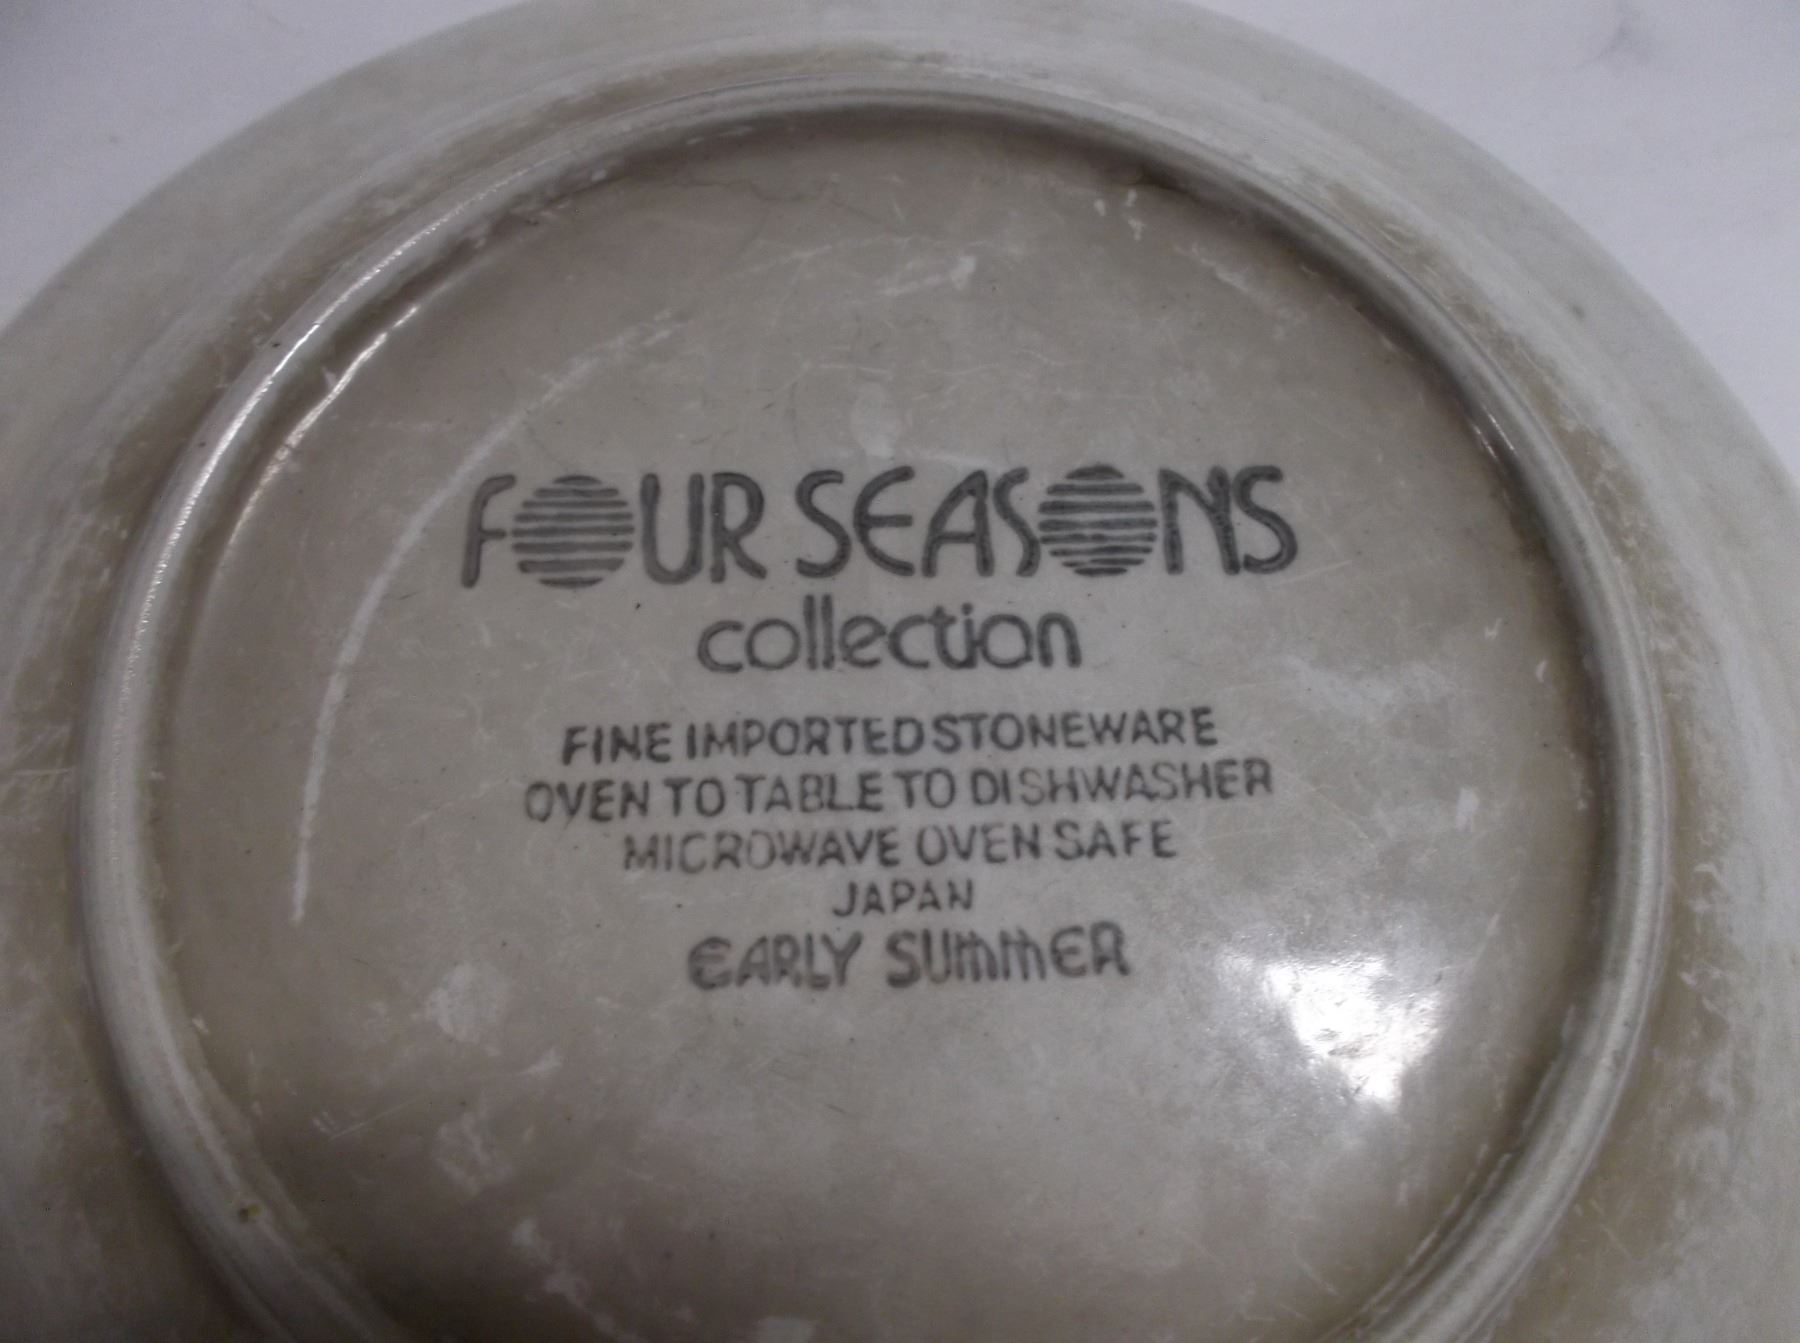 FOUR SEASONS
collection
FINE IMPORTED STONEWARE
OVEN TO TABLE TO DISHWASHER
MICROWAVE OVEN SAFE
JAPAN
EARLY SUMMER